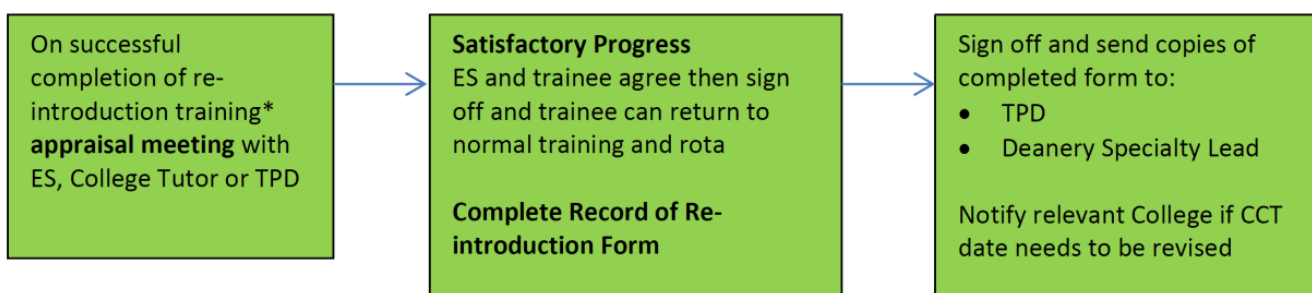 On successful
completion of re-
introduction training*
appraisal meeting with
ES, College Tutor or TPD
Satisfactory Progress
ES and trainee agree then sign
off and trainee can return to
normal training and rota
Complete Record of Re-
introduction Form
Sign off and send copies of
completed form to:
• TPD
• Deanery Specialty Lead
Notify relevant College if CCT
date needs to be revised